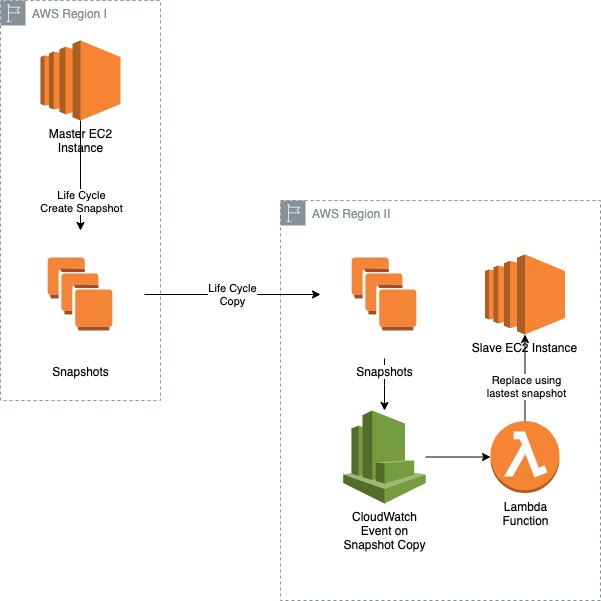 AWS Region I
Master EC2
Instance
Life Cycle
Create Snapshot
Snapshots
Life Cycle
Copy
AWS Region II
Snapshots
Slave EC2 Instance
Replace using
lastest snapshot
CloudWatch
Event on
Snapshot Copy
Lambda
Function